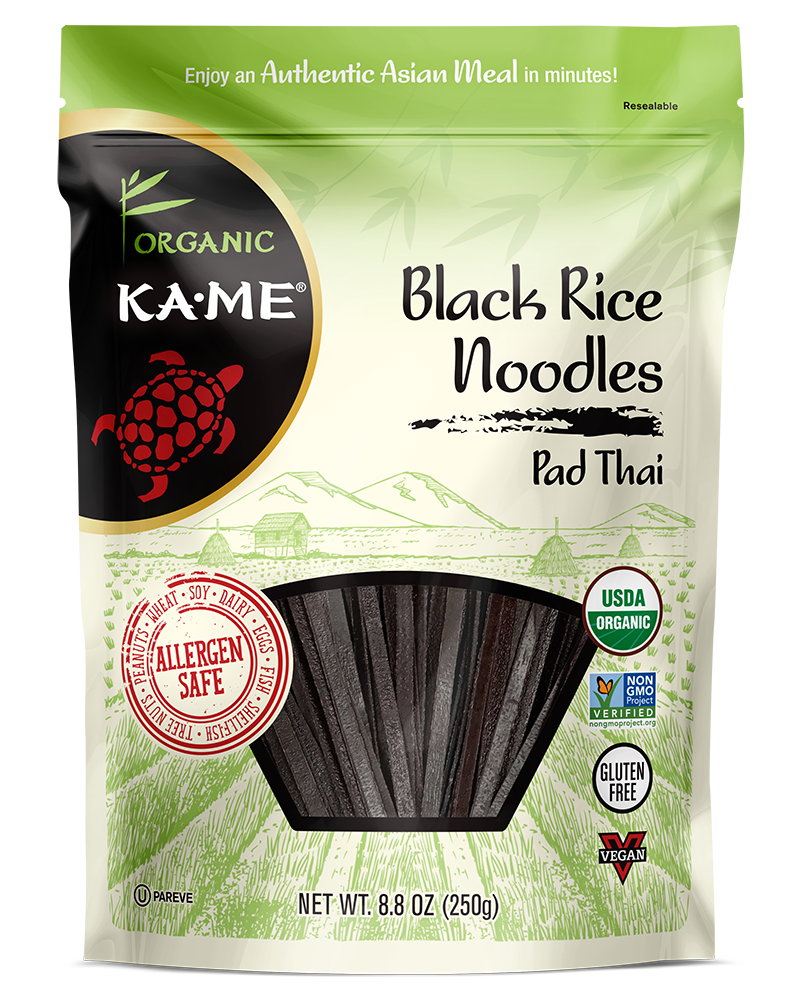 Enjoy an Authentic Asian Meal in minutes!
Resealable
ORGANIC
KA·ME®
Black Rice
Noodles
Pad Thai
PEANUTS • WHEAT • SOY • DAIRY • EGGS • FISH • SHELLFISH • TREE NUTS •
ALLERGEN
SAFE
USDA
ORGANIC
NON
GMO
Project
VERIFIED
nongmoproject.org
GLUTEN
FREE
VEGAN
U PAREVE
NET WT. 8.8 OZ (250g)